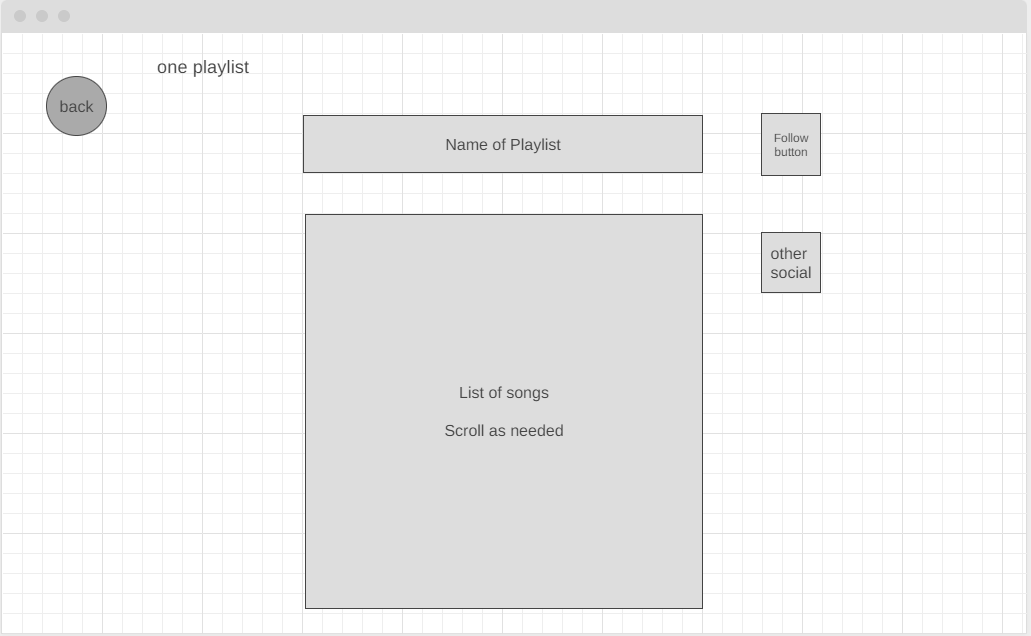 one playlist
back
Name of Playlist
Follow
button
other
social
List of songs
Scroll as needed